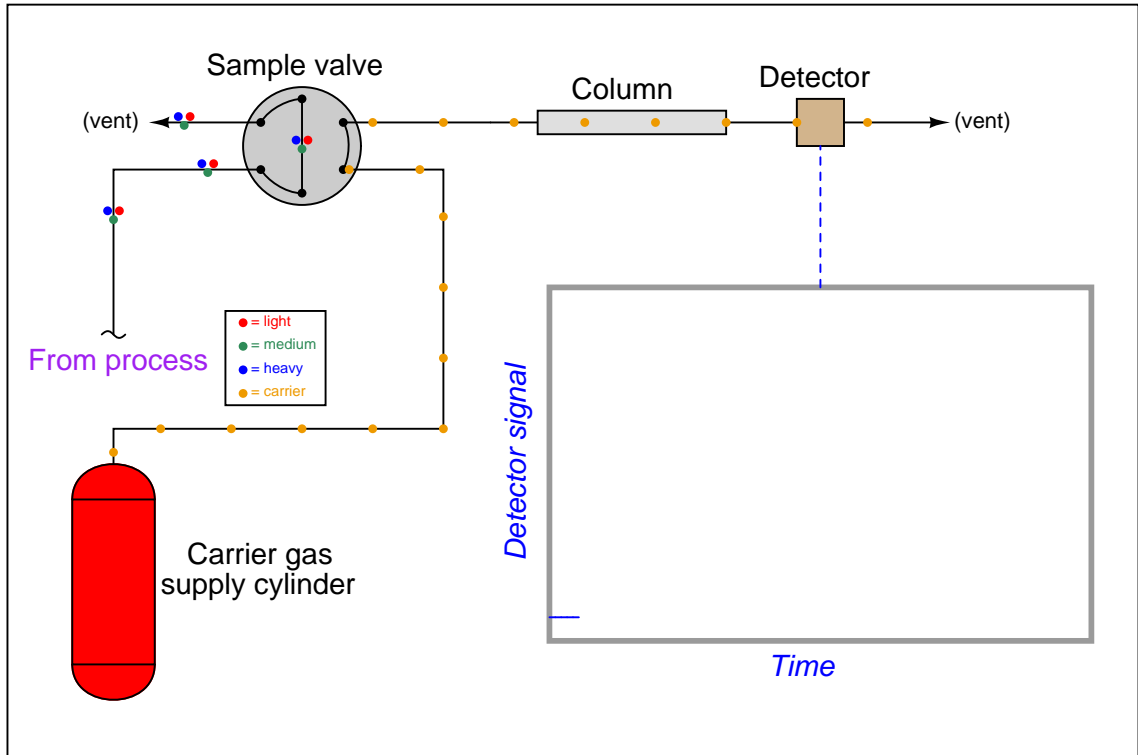 Sample valve
Column
Detector
(vent)
(vent)
= light
= medium
= heavy
= carrier
From process
Detector signal
Carrier gas
supply cylinder
Time